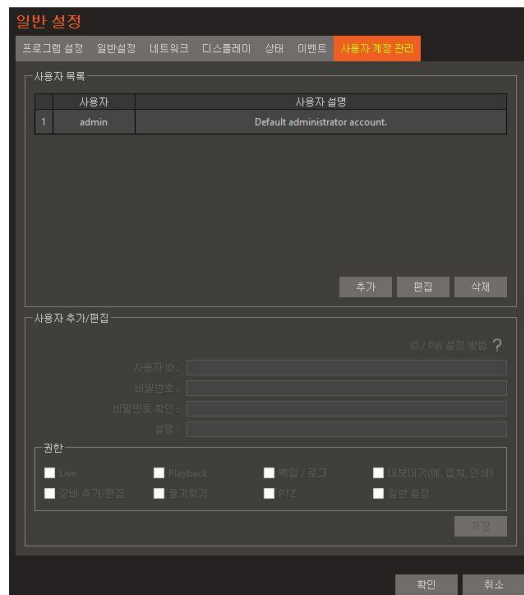 일반 설정
프로그램 설정 일반설정 네트워크 디스플레이 상태 이벤트 사용자 계정 관리
사용자 목록
사용자 사용자 설명
1 admin Default administrator account.
추가 편집 삭제
사용자 추가/편집
ID / PW 설정 방법 ?
사용자 ID :
비밀번호 :
비밀번호 확인 :
설명 :
권한
Live Playback 백업 / 로그 내보내기(예. 캡쳐, 인쇄)
장비 추가/편집 즐겨찾기 PTZ 일반 설정
저장
확인 취소